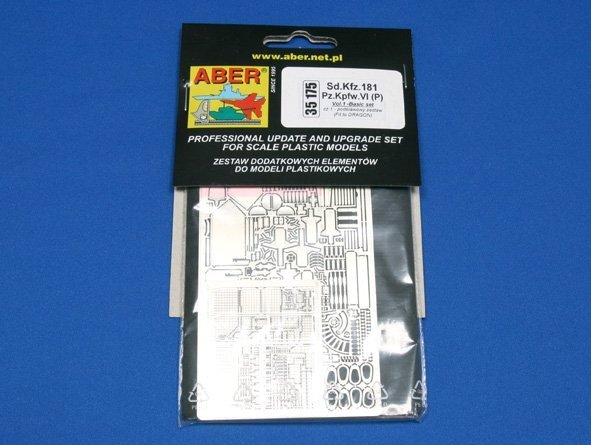 www.aber.net.pl
ABER®
SINCE 1995
35 175
Sd.Kfz.181
Pz.Kpfw.VI (P)
Vol.1 -Basic set
cz.1 - podstawowy zestaw
(Fit to DRAGON)
PROFESSIONAL UPDATE AND UPGRADE SET
FOR SCALE PLASTIC MODELS
ZESTAW DODATKOWYCH ELEMENTÓW
DO MODELI PLASTIKOWYCH